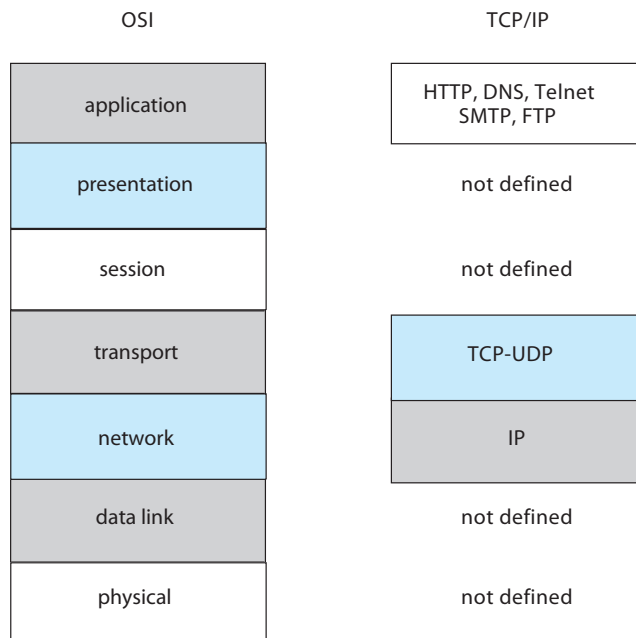 OSI
TCP/IP
application
HTTP, DNS, Telnet
SMTP, FTP
presentation
not defined
session
not defined
transport
TCP-UDP
network
IP
data link
not defined
physical
not defined